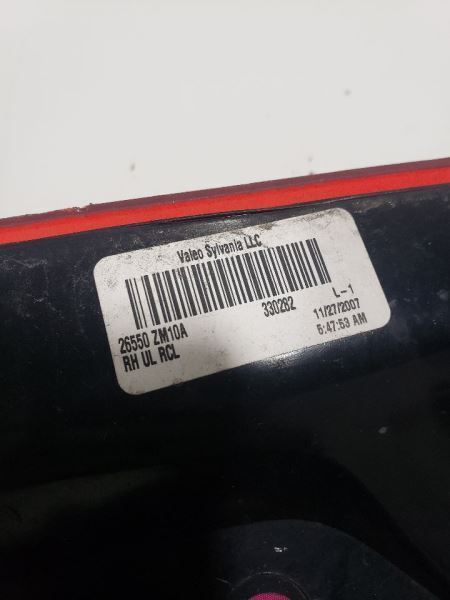 Valeo Sylvania LLC
26550 ZM10A 330282 L-1
RH UL RCL 11/27/2007
5:47:53 AM